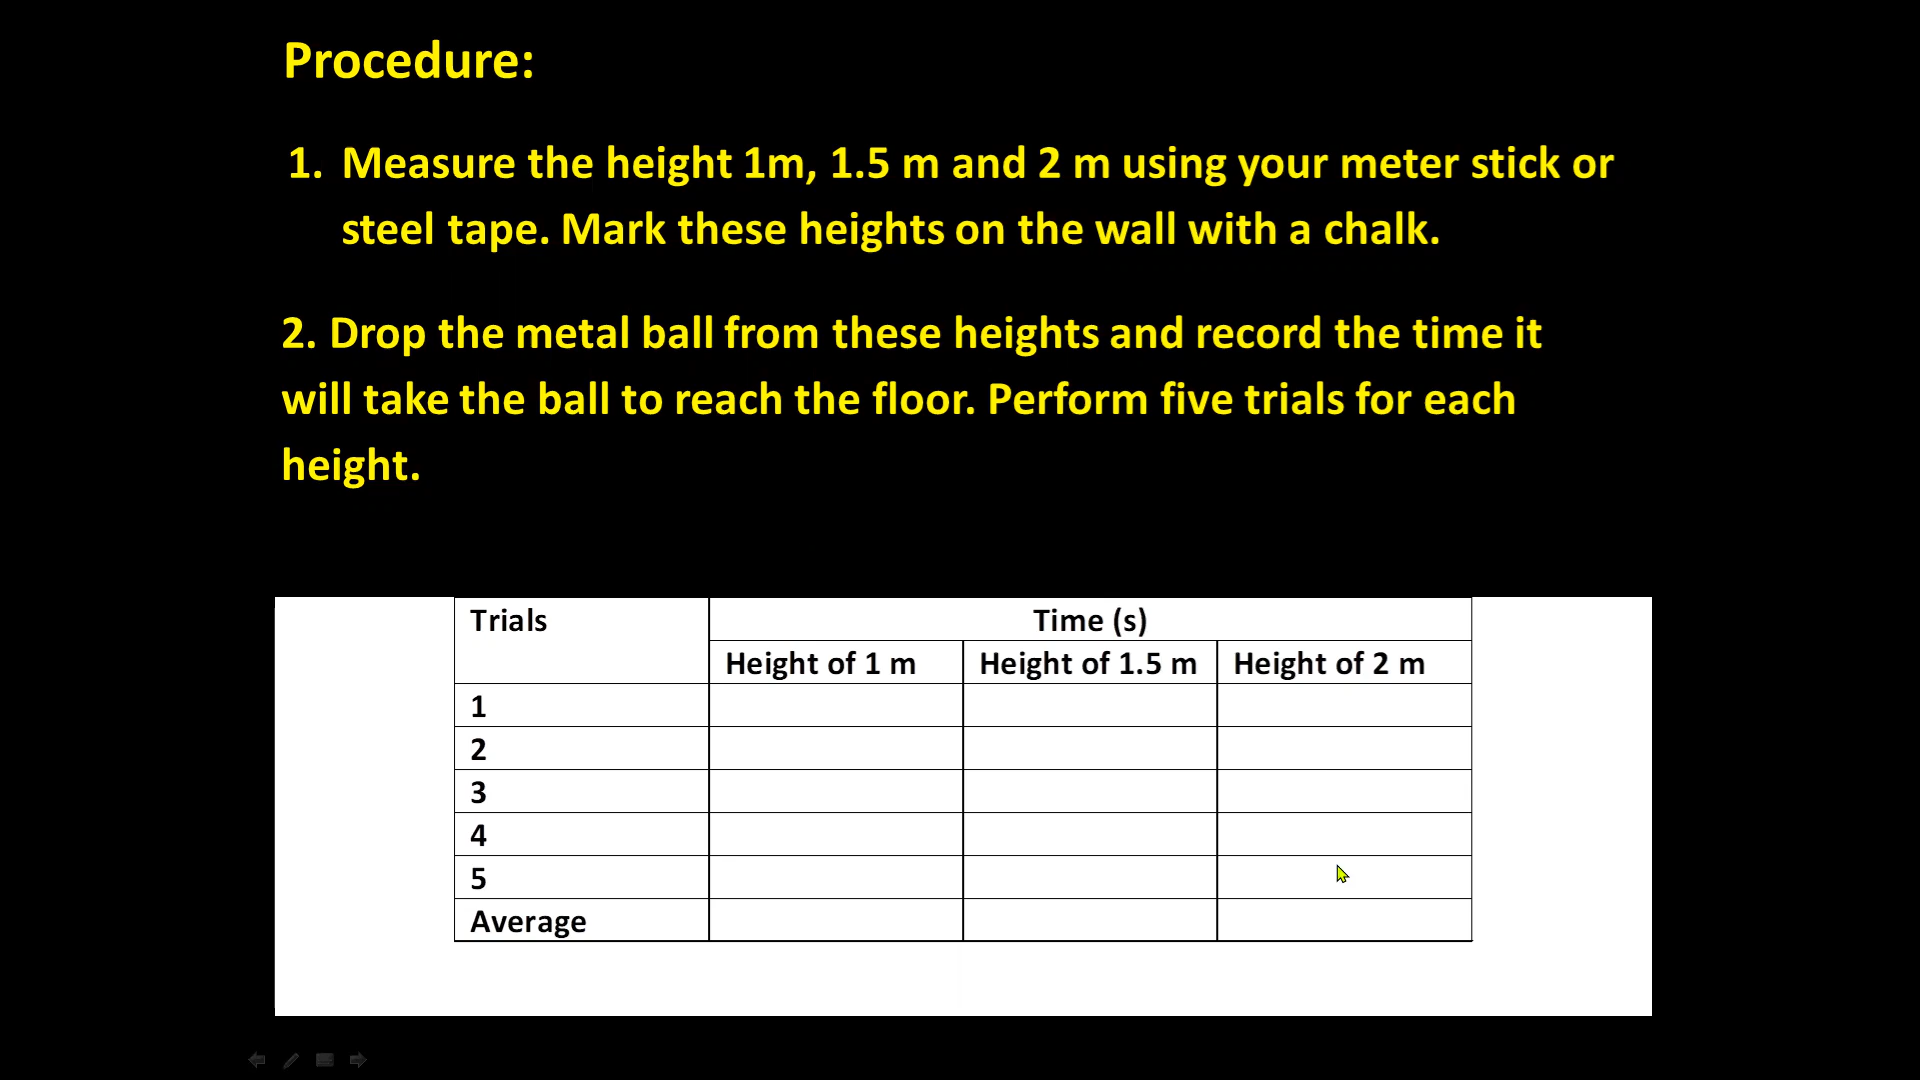 Procedure:
1. Measure the height 1m, 1.5 m and 2 m using your meter stick or
steel tape. Mark these heights on the wall with a chalk.
2. Drop the metal ball from these heights and record the time it
will take the ball to reach the floor. Perform five trials for each
height.
Trials Time (s)
Height of 1 m Height of 1.5 m Height of 2 m
1
2
3
4
5
Average